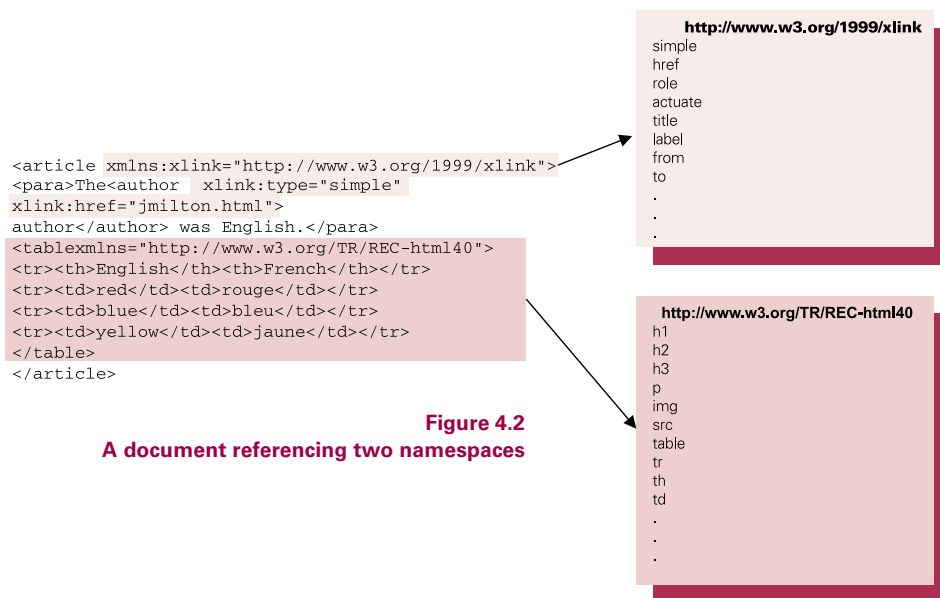 <article xmlns:xlink="http://www.w3.org/1999/xlink">
<para>The<author xlink:type="simple"
xlink:href="jmilton.html">
author</author> was English.</para>
<tablexmlns="http://www.w3.org/TR/REC-html40">
<tr><th>English</th><th>French</th></tr>
<tr><td>red</td><td>rouge</td></tr>
<tr><td>blue</td><td>bleu</td></tr>
<tr><td>yellow</td><td>jaune</td></tr>
</table>
</article>
Figure 4.2
A document referencing two namespaces
http://www.w3.org/1999/xlink
simple
href
role
actuate
title
label
from
to
.
.
.
http://www.w3.org/TR/REC-html40
h1
h2
h3
p
img
src
table
tr
th
td
.
.
.